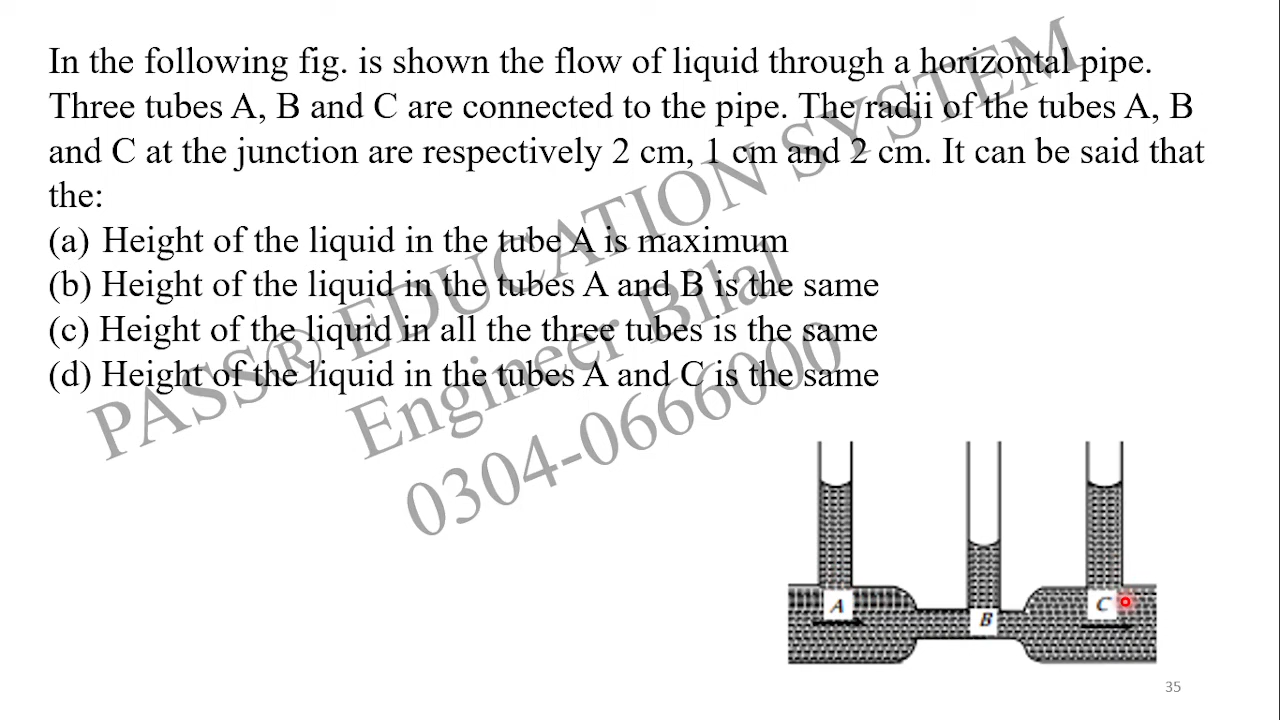 In the following fig. is shown the flow of liquid through a horizontal pipe.
Three tubes A, B and C are connected to the pipe. The radii of the tubes A, B
and C at the junction are respectively 2 cm, 1 cm and 2 cm. It can be said that
the:
(a) Height of the liquid in the tube A is maximum
(b) Height of the liquid in the tubes A and B is the same
(c) Height of the liquid in all the three tubes is the same
(d) Height of the liquid in the tubes A and C is the same
PASS® EDUCATION SYSTEM
Engineer Bilal
0304-0666000
A
B
C
35